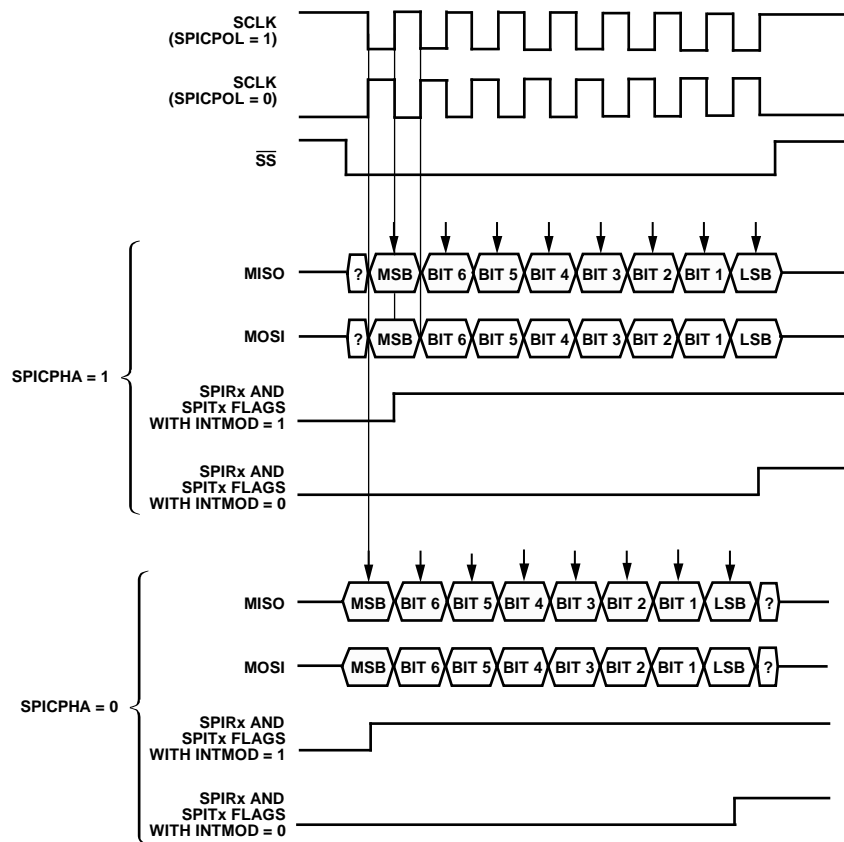 SCLK
(SPICPOL = 1)
SCLK
(SPICPOL = 0)
SS
MISO ? MSB BIT 6 BIT 5 BIT 4 BIT 3 BIT 2 BIT 1 LSB
MOSI ? MSB BIT 6 BIT 5 BIT 4 BIT 3 BIT 2 BIT 1 LSB
SPICPHA = 1
SPIRx AND
SPITx FLAGS
WITH INTMOD = 1
SPIRx AND
SPITx FLAGS
WITH INTMOD = 0
MISO MSB BIT 6 BIT 5 BIT 4 BIT 3 BIT 2 BIT 1 LSB ?
MOSI MSB BIT 6 BIT 5 BIT 4 BIT 3 BIT 2 BIT 1 LSB ?
SPICPHA = 0
SPIRx AND
SPITx FLAGS
WITH INTMOD = 1
SPIRx AND
SPITx FLAGS
WITH INTMOD = 0